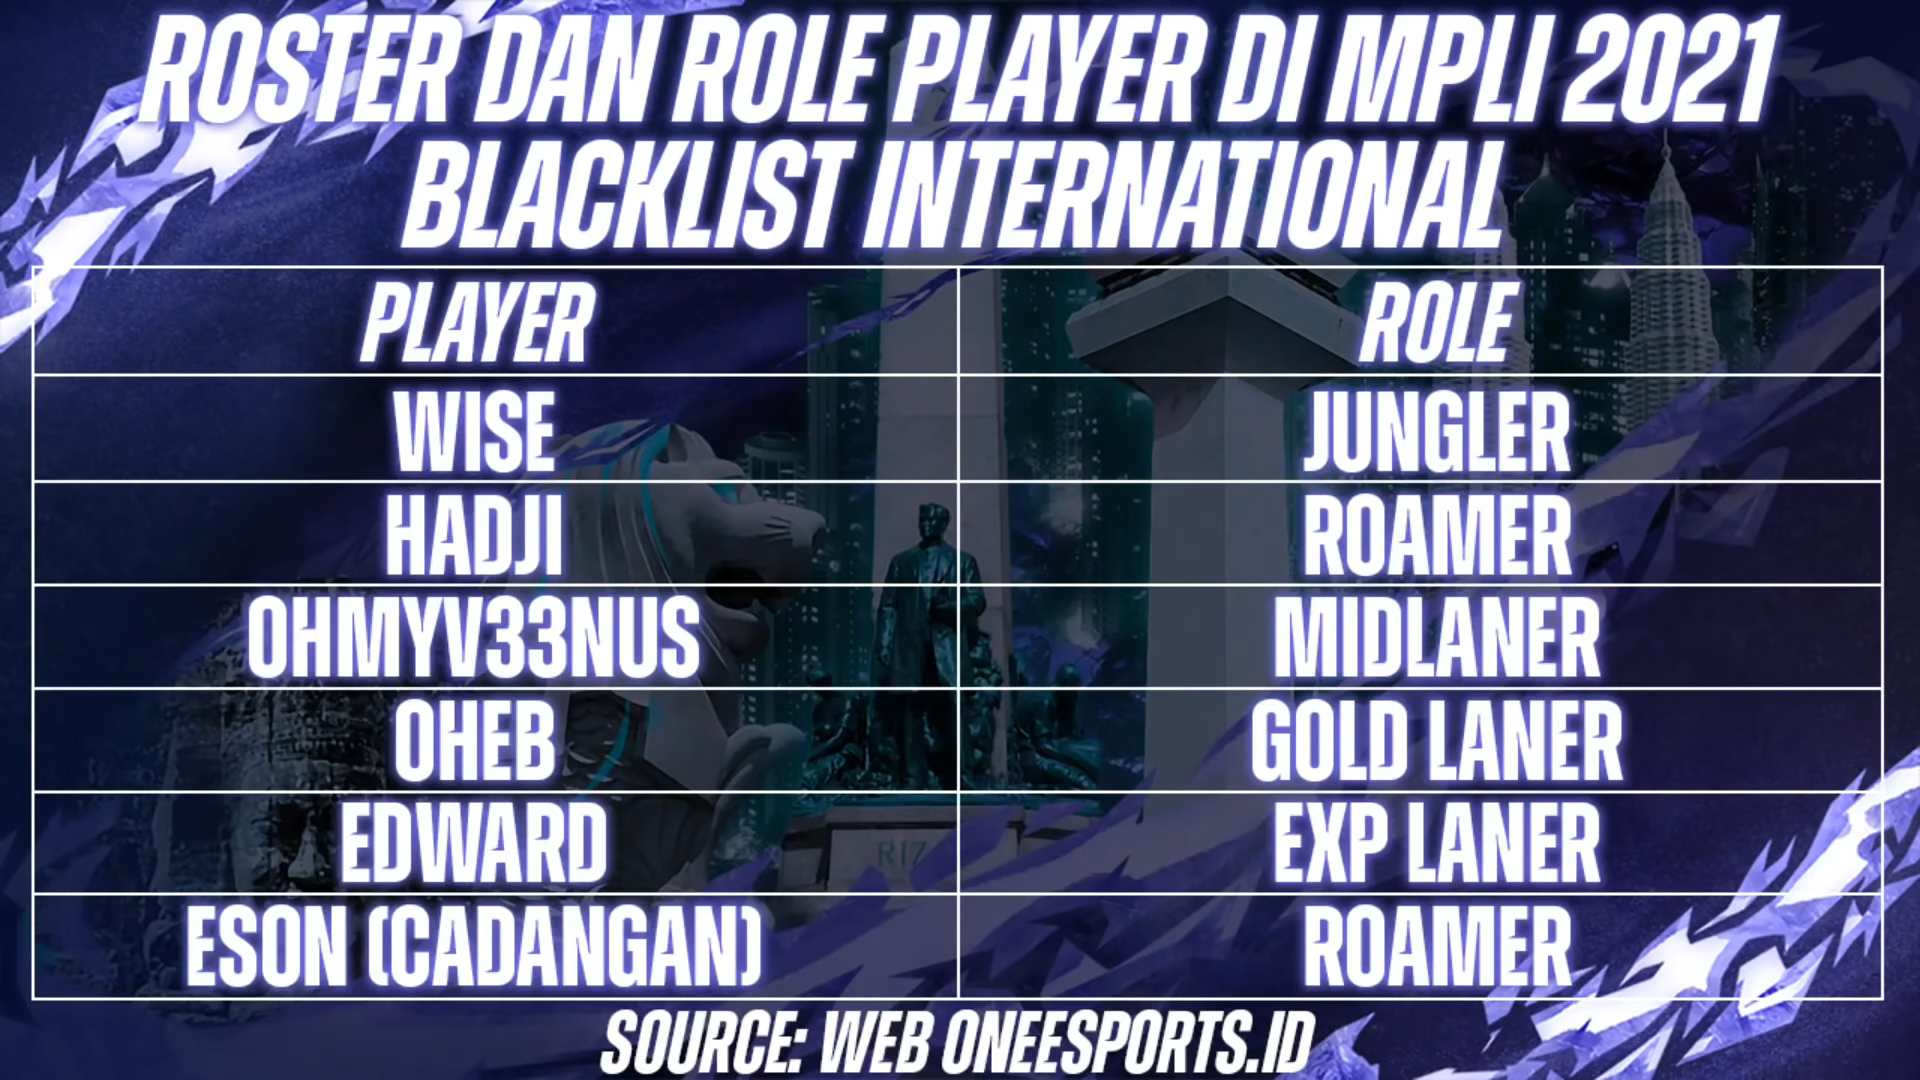 ROSTER DAN ROLE PLAYER DI MPLI 2021
BLACKLIST INTERNATIONAL
PLAYER ROLE
WISE JUNGLER
HADJI ROAMER
OHMYV33NUS MIDLANER
OHEB GOLD LANER
EDWARD EXP LANER
RIZ
ESON (CADANGAN) ROAMER
SOURCE: WEB ONEESPORTS.ID